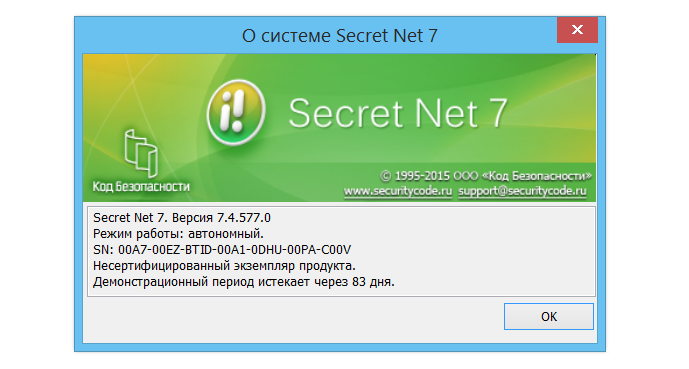 О системе Secret Net 7
Secret Net 7
Код Безопасности
© 1995-2015 ООО «Код Безопасности»
www.securitycode.ru support@securitycode.ru
Secret Net 7. Версия 7.4.577.0
Режим работы: автономный.
SN: 00A7-00EZ-BTID-00A1-0DHU-00PA-C00V
Несертифицированный экземпляр продукта.
Демонстрационный период истекает через 83 дня.
OK